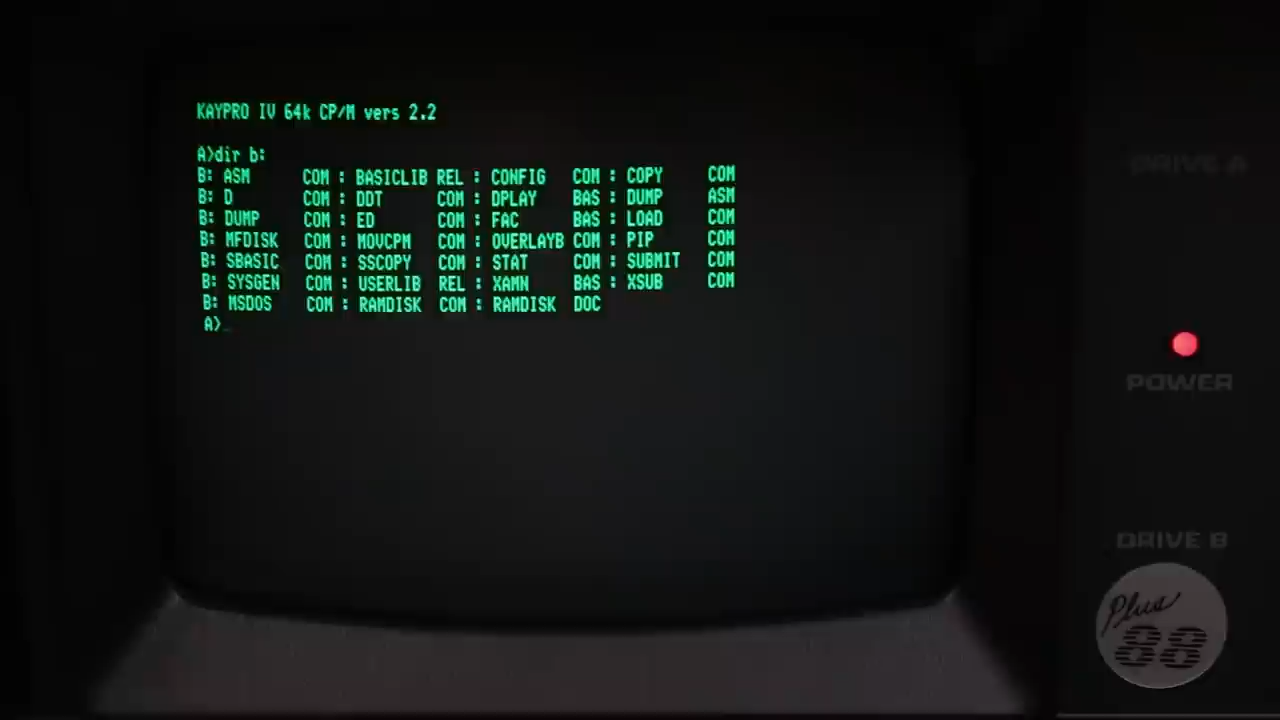 KAYPRO IV 64k CP/M vers 2.2
A>dir b:
B: ASM COM : BASICLIB REL : CONFIG COM : COPY COM
B: D COM : DDT COM : DPLAY BAS : DUMP ASM
B: DUMP COM : ED COM : FAC BAS : LOAD COM
B: MFDISK COM : MOVCPM COM : OVERLAYB COM : PIP COM
B: SBASIC COM : SSCOPY COM : STAT COM : SUBMIT COM
B: SYSGEN COM : USERLIB REL : XAMN BAS : XSUB COM
B: MSDOS COM : RAMDISK COM : RAMDISK DOC
A>_
DRIVE A
POWER
DRIVE B
Plus
88